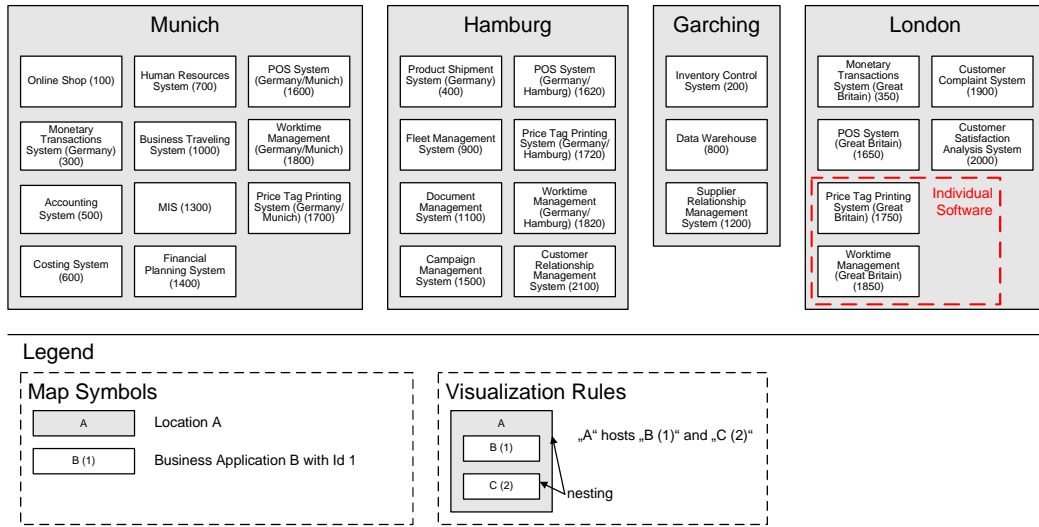 Munich
Online Shop (100)
Human Resources
System (700)
POS System
(Germany/Munich)
(1600)
Monetary
Transactions
System (Germany)
(300)
Business Traveling
System (1000)
Worktime
Management
(Germany/Munich)
(1800)
Accounting
System (500)
MIS (1300)
Price Tag Printing
System (Germany/
Munich) (1700)
Costing System
(600)
Financial
Planning System
(1400)
Hamburg
Product Shipment
System (Germany)
(400)
POS System
(Germany/
Hamburg) (1620)
Fleet Management
System (900)
Price Tag Printing
System (Germany/
Hamburg) (1720)
Document
Management
System (1100)
Worktime
Management
(Germany/
Hamburg) (1820)
Campaign
Management
System (1500)
Customer
Relationship
Management
System (2100)
Garching
Inventory Control
System (200)
Data Warehouse
(800)
Supplier
Relationship
Management
System (1200)
London
Monetary
Transactions
System (Great
Britain) (350)
Customer
Complaint System
(1900)
POS System
(Great Britain)
(1650)
Customer
Satisfaction
Analysis System
(2000)
Price Tag Printing
System (Great
Britain) (1750)
Individual
Software
Worktime
Management
(Great Britain)
(1850)
Legend
Map Symbols
A
Location A
B (1)
Business Application B with Id 1
Visualization Rules
A
B (1)
C (2)
„A“ hosts „B (1)“ and „C (2)“
nesting